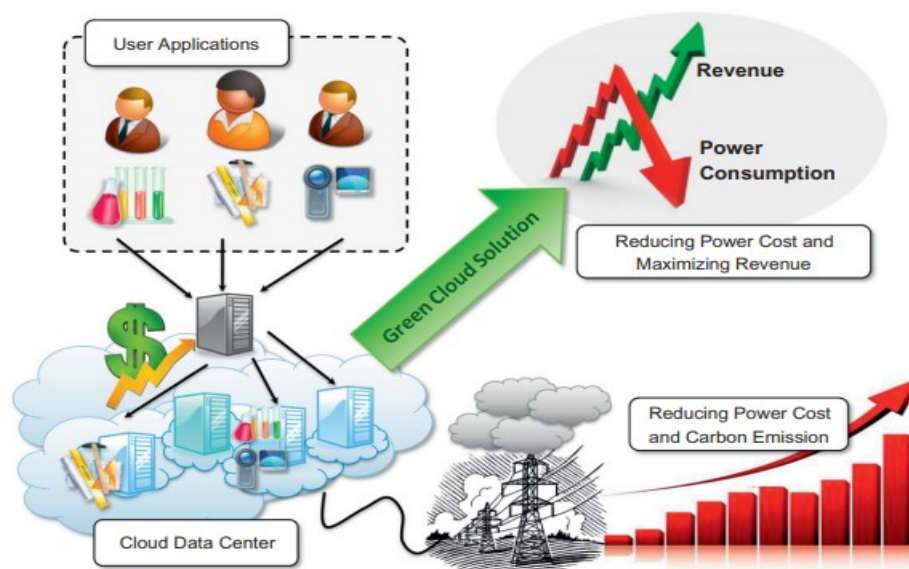 User Applications
Revenue
Power
Consumption
Reducing Power Cost and
Maximizing Revenue
Green Cloud Solution
$
Reducing Power Cost
and Carbon Emission
Cloud Data Center